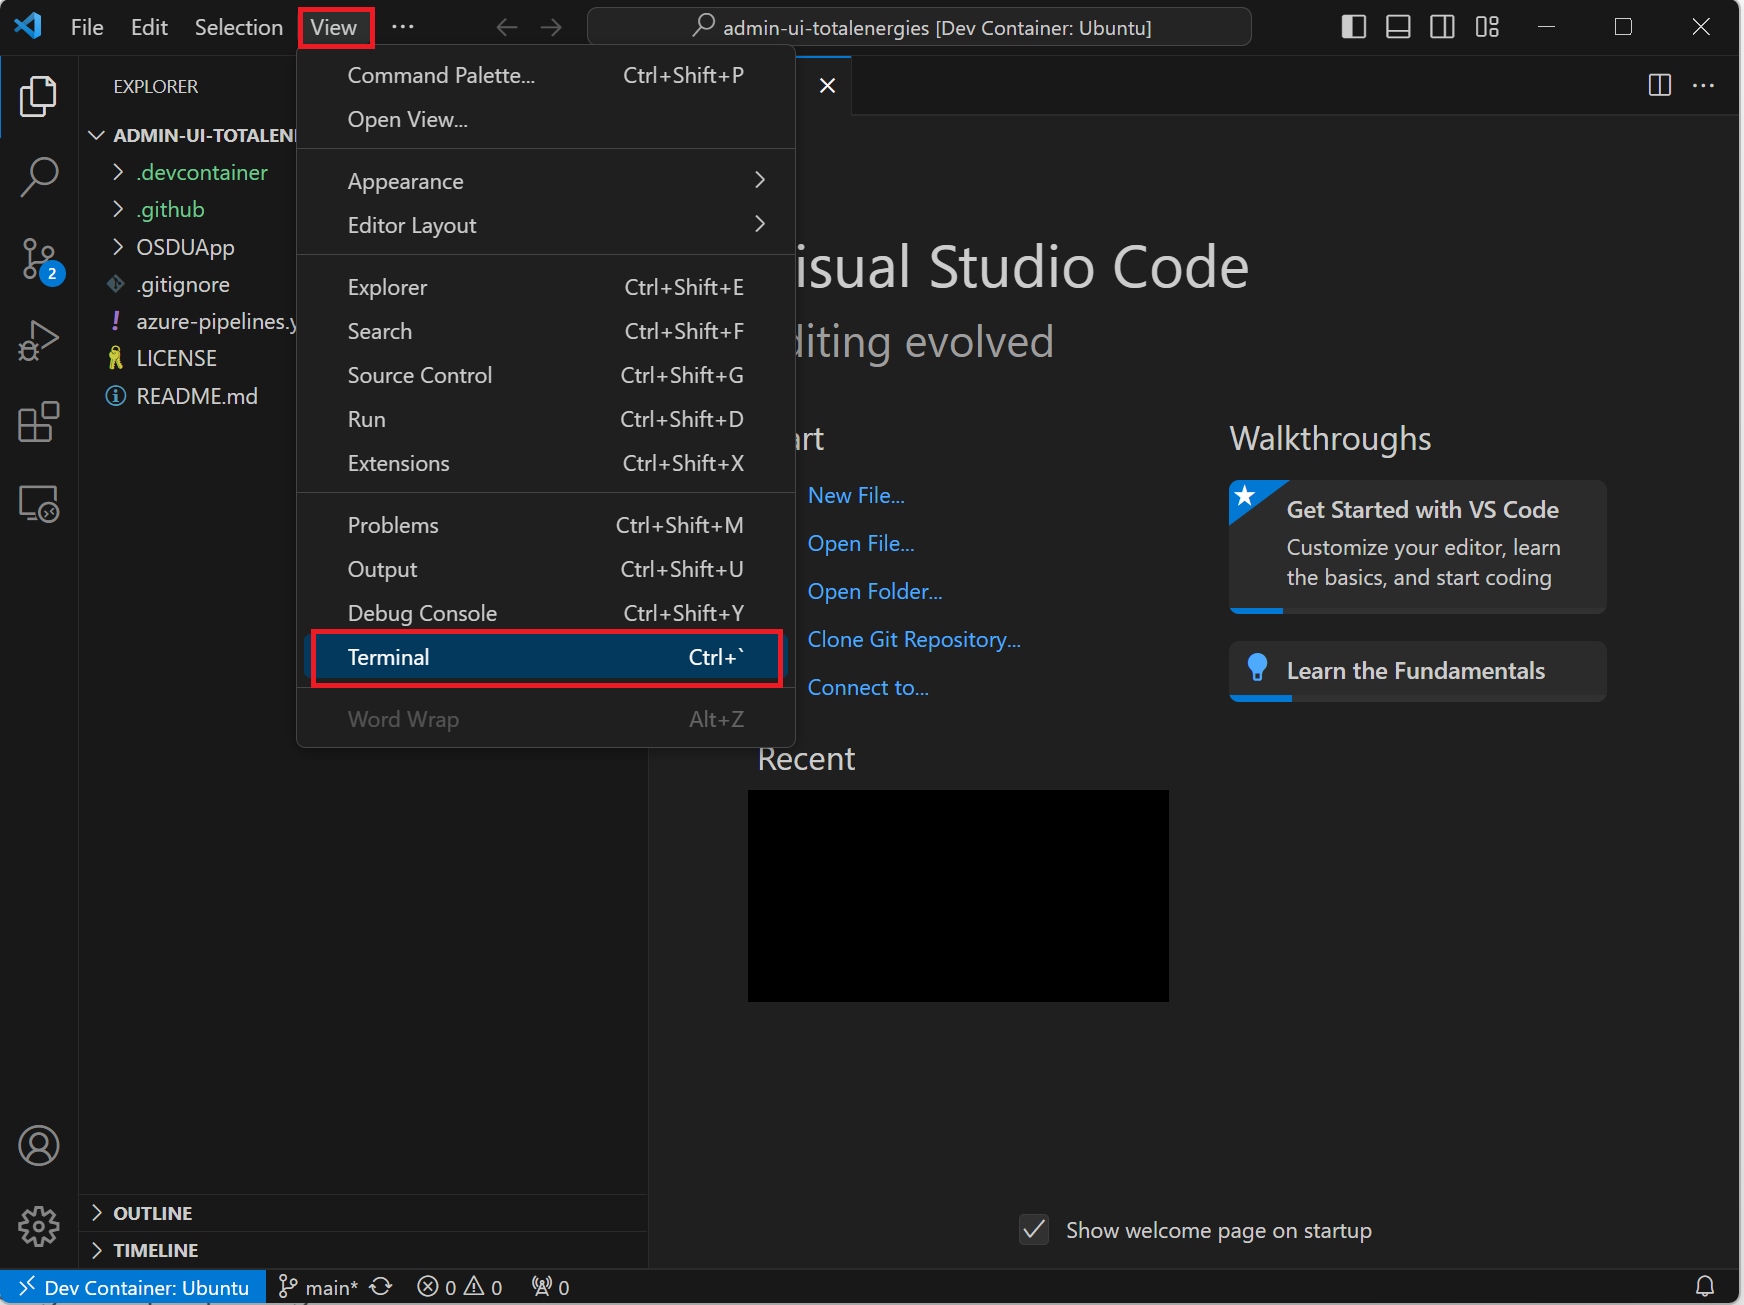 File Edit Selection View ···
admin-ui-totalenergies [Dev Container: Ubuntu]
EXPLORER
ADMIN-UI-TOTALENE
.devcontainer
.github
OSDUApp
.gitignore
azure-pipelines.y
LICENSE
README.md
2
Command Palette... Ctrl+Shift+P
Open View...
Appearance
Editor Layout
Explorer Ctrl+Shift+E
Search Ctrl+Shift+F
Source Control Ctrl+Shift+G
Run Ctrl+Shift+D
Extensions Ctrl+Shift+X
Problems Ctrl+Shift+M
Output Ctrl+Shift+U
Debug Console Ctrl+Shift+Y
Terminal Ctrl+`
Word Wrap Alt+Z
isual Studio Code
diting evolved
art
New File...
Open File...
Open Folder...
Clone Git Repository...
Connect to...
Recent
Walkthroughs
Get Started with VS Code
Customize your editor, learn
the basics, and start coding
Learn the Fundamentals
Show welcome page on startup
OUTLINE
TIMELINE
Dev Container: Ubuntu main* 0 0 0